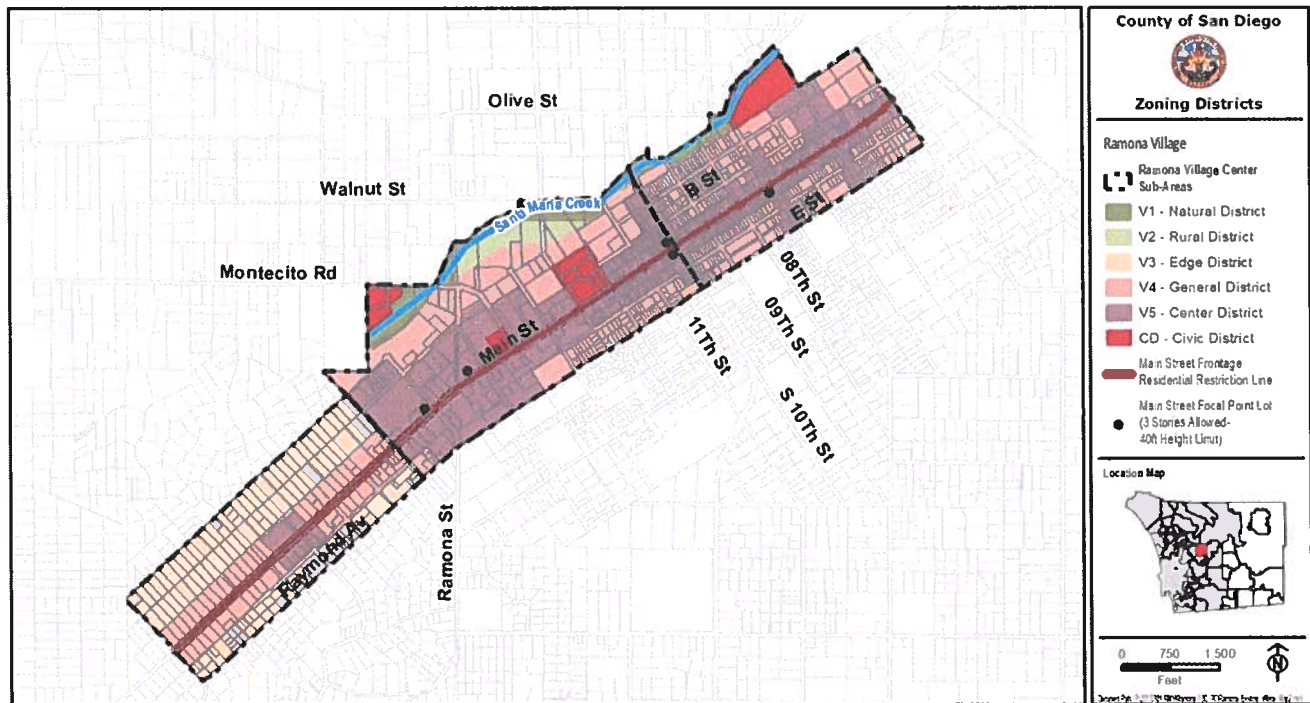 Olive St
Walnut St
Montecito Rd
Santa Maria Creek
B St
E St
Main St
08Th St
09Th St
11Th St
S 10Th St
Raymond Av
Ramona St
County of San Diego
Zoning Districts
Ramona Village
Ramona Village Center
Sub-Areas
V1 - Natural District
V2 - Rural District
V3 - Edge District
V4 - General District
V5 - Center District
CD - Civic District
Main Street Frontage
Residential Restriction Line
Main Street Focal Point Lot
(3 Stories Allowed-
40ft Height Limit)
Location Map
0 750 1 500
Feet
N